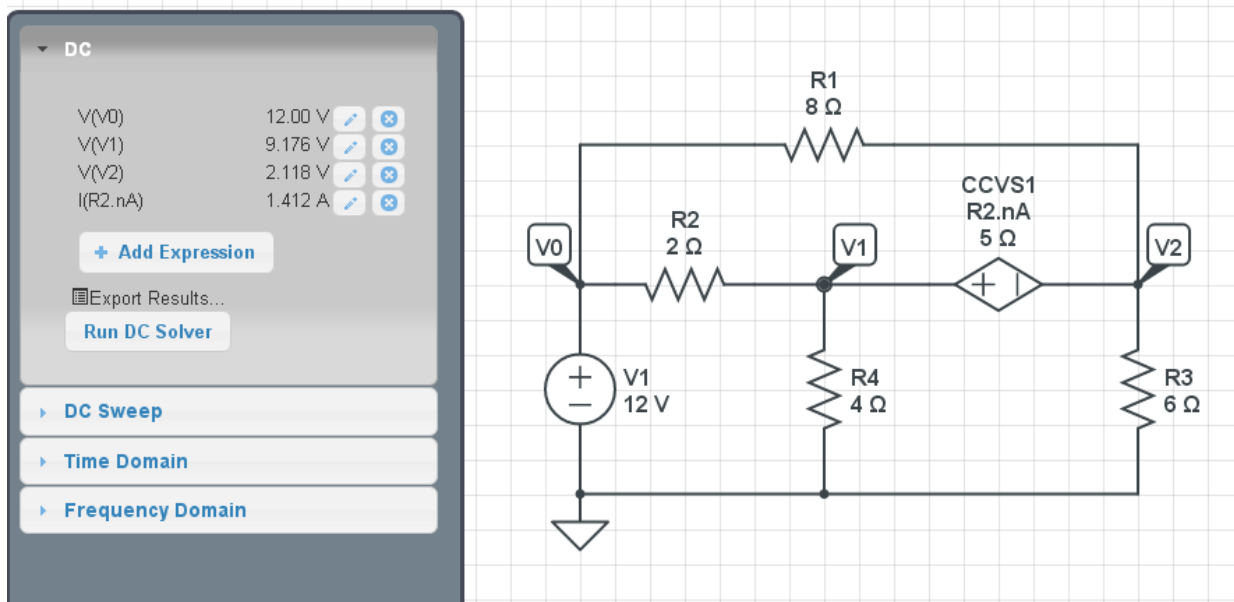 DC
V(V0) 12.00 V
V(V1) 9.176 V
V(V2) 2.118 V
I(R2.nA) 1.412 A
+ Add Expression
Export Results...
Run DC Solver
DC Sweep
Time Domain
Frequency Domain
R1
8 Ω
CCVS1
R2.nA
5 Ω
R2
2 Ω
V0
V1
V2
+ −
+
−
V1
12 V
R4
4 Ω
R3
6 Ω